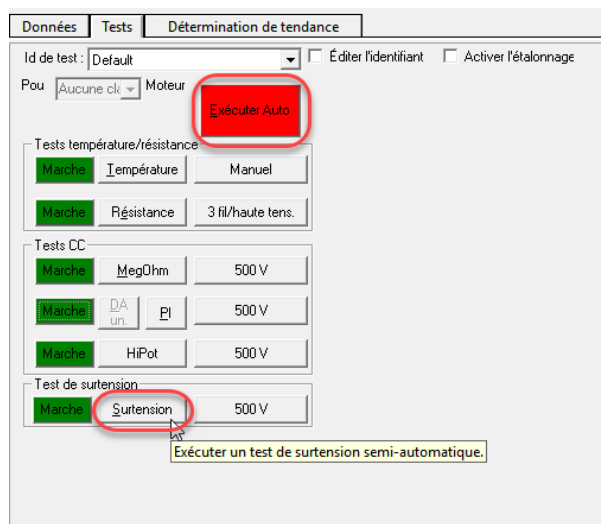 Données Tests Détermination de tendance
Id de test : Default Éditer l'identifiant Activer l'étalonnage
Pou Aucune cla Moteur
Exécuter Auto
Tests température/résistance
Marche Température Manuel
Marche Résistance 3 fil/haute tens.
Tests CC
Marche MegOhm 500 V
Marche DA un. PI 500 V
Marche HiPot 500 V
Test de surtension
Marche Surtension 500 V
Exécuter un test de surtension semi-automatique.